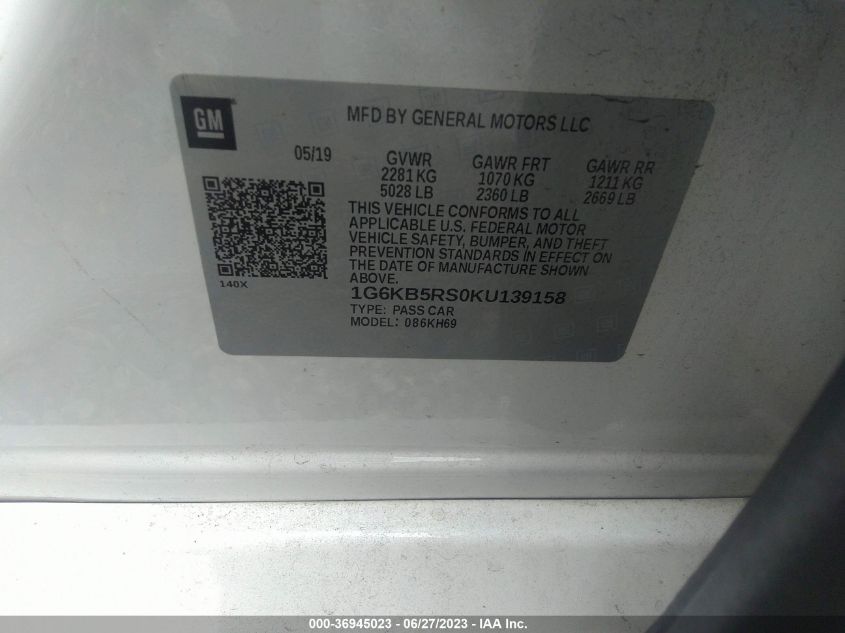 GM
MFD BY GENERAL MOTORS LLC
05/19
GVWR
2281 KG
5028 LB
GAWR FRT
1070 KG
2360 LB
GAWR RR
1211 KG
2669 LB
THIS VEHICLE CONFORMS TO ALL
APPLICABLE U.S. FEDERAL MOTOR
VEHICLE SAFETY, BUMPER, AND THEFT
PREVENTION STANDARDS IN EFFECT ON
THE DATE OF MANUFACTURE SHOWN
ABOVE.
140X
1G6KB5RS0KU139158
TYPE: PASS CAR
MODEL: 086KH69
000-36945023 - 06/27/2023 - IAA Inc.